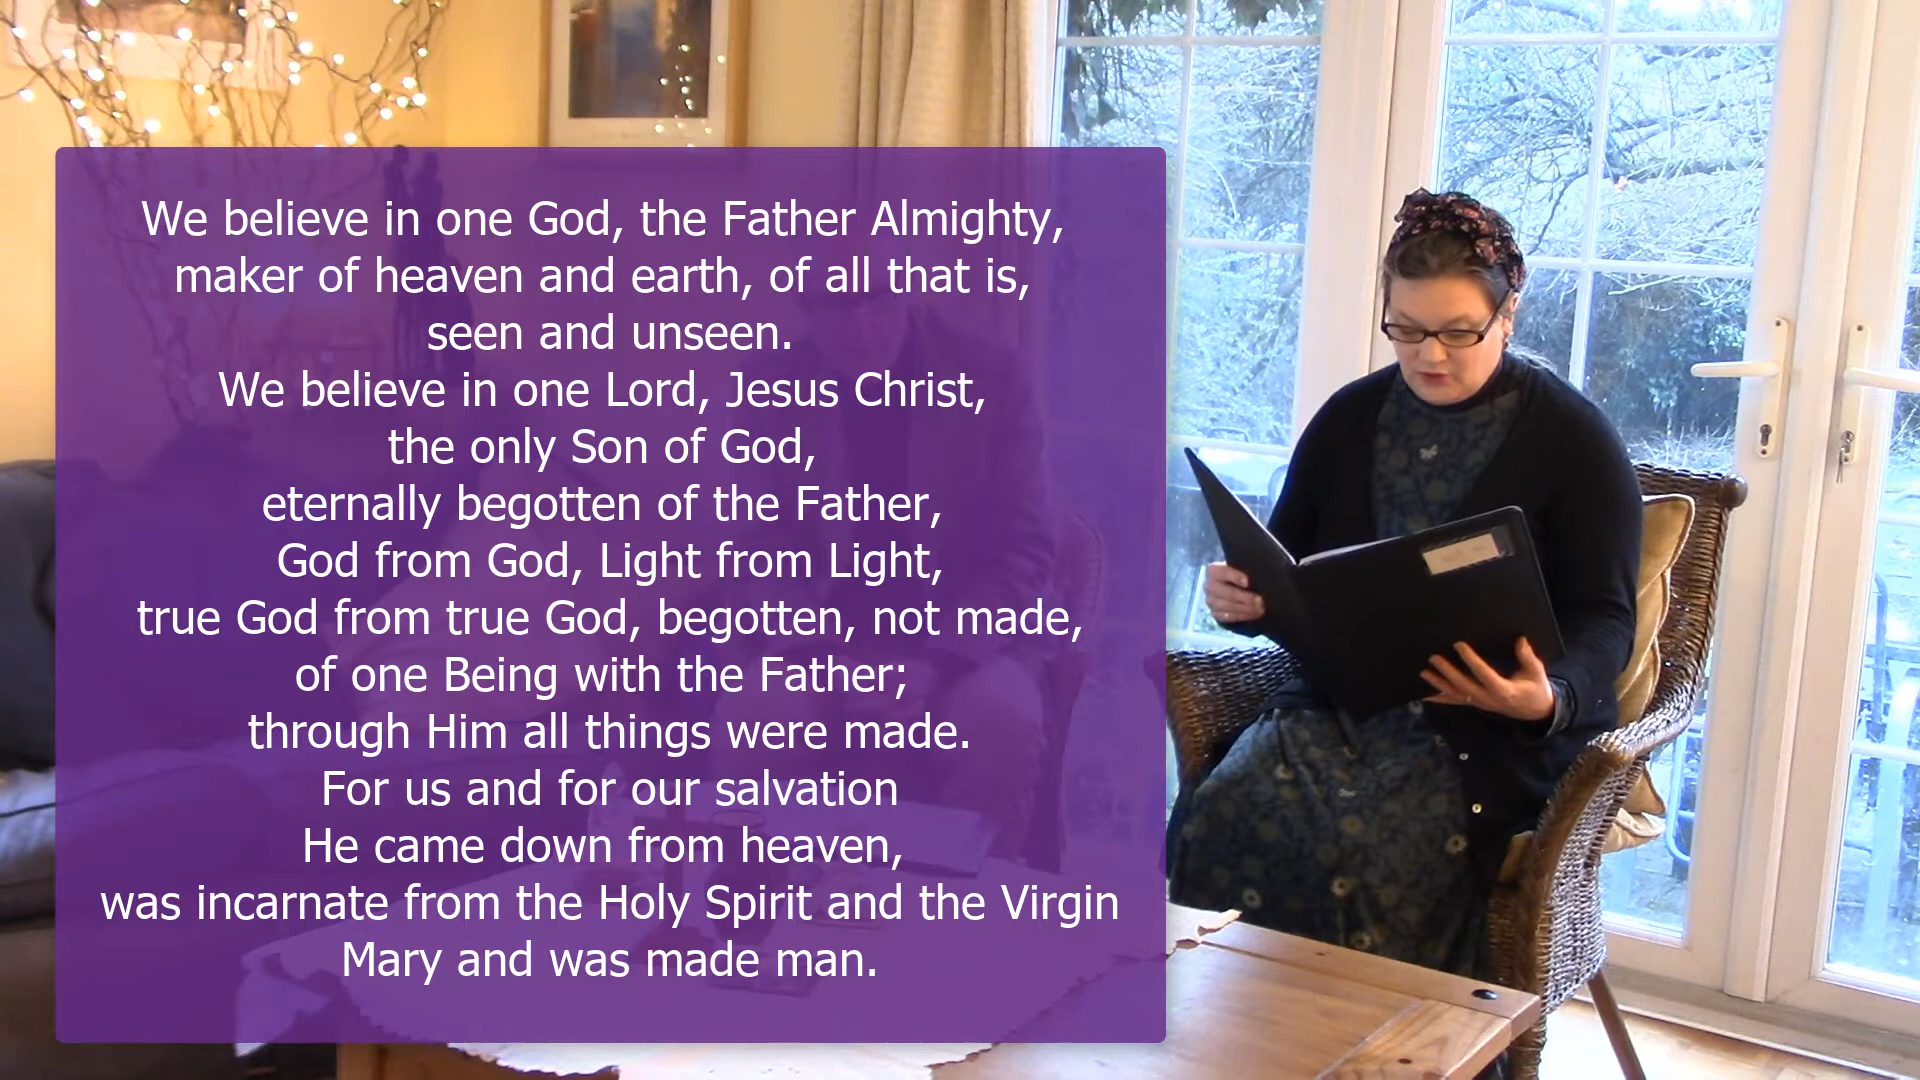 We believe in one God, the Father Almighty,
maker of heaven and earth, of all that is,
seen and unseen.
We believe in one Lord, Jesus Christ,
the only Son of God,
eternally begotten of the Father,
God from God, Light from Light,
true God from true God, begotten, not made,
of one Being with the Father;
through Him all things were made.
For us and for our salvation
He came down from heaven,
was incarnate from the Holy Spirit and the Virgin
Mary and was made man.